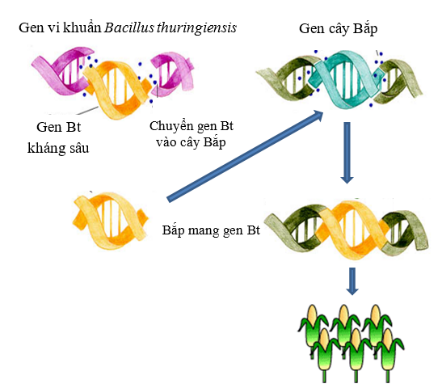 Gen vi khuẩn Bacillus thuringiensis
Gen cây Bắp
Gen Bt
kháng sâu
Chuyển gen Bt
vào cây Bắp
Bắp mang gen Bt